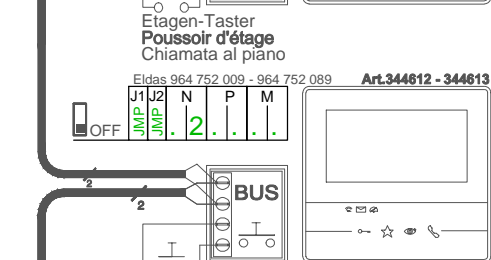 Etagen-Taster
Poussoir d'étage
Chiamata al piano
Eldas 964 752 009 - 964 752 089 Art.344612 - 344613
J1 J2 N P M
OFF JMP JMP . 2 . . . .
2
2
BUS